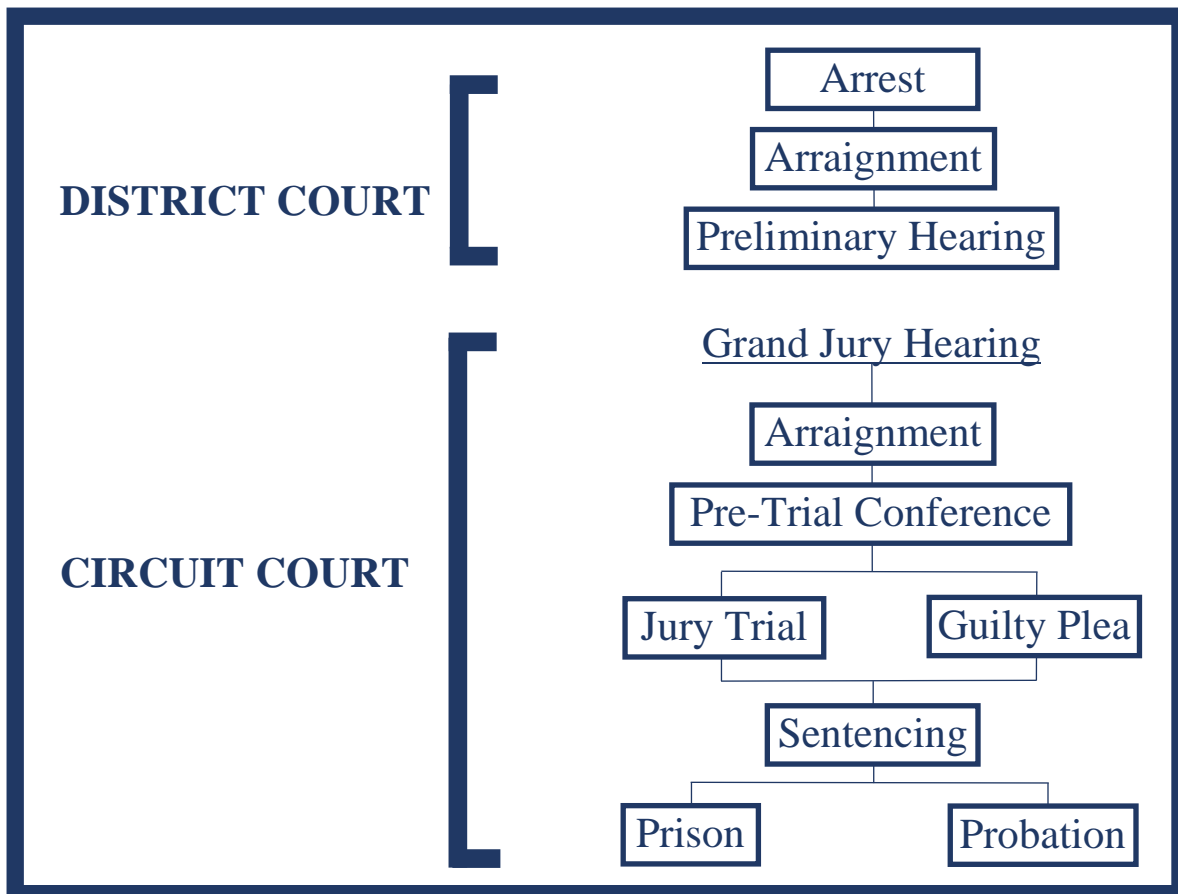 Arrest
Arraignment
DISTRICT COURT
Preliminary Hearing
Grand Jury Hearing
Arraignment
Pre-Trial Conference
CIRCUIT COURT
Jury Trial
Guilty Plea
Sentencing
Prison
Probation